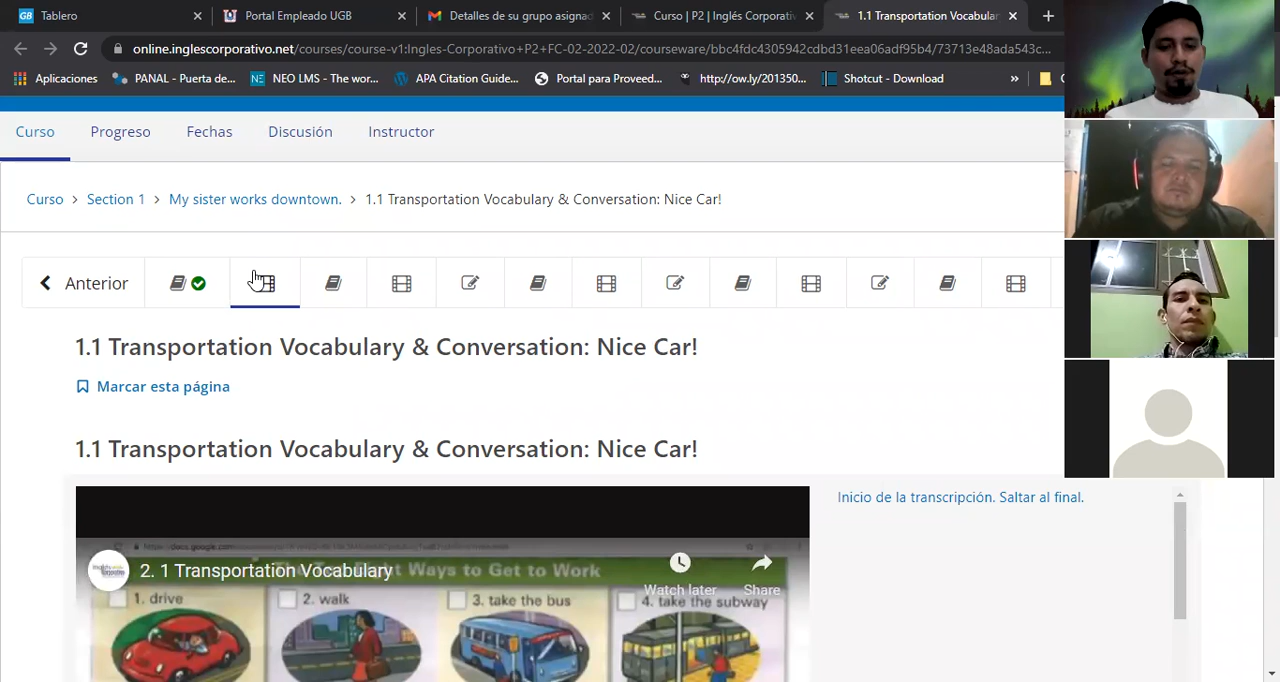 GB Tablero
Portal Empleado UGB
Detalles de su grupo asignad
Curso | P2 | Inglés Corporativ
1.1 Transportation Vocabular
online.inglescorporativo.net/courses/course-v1:Ingles-Corporativo+P2+FC-02-2022-02/courseware/bbc4fdc4305942cdbd31eea06adf95b4/73713e48ada543c...
Aplicaciones
PANAL - Puerta de...
NE NEO LMS - The wor...
APA Citation Guide...
Portal para Proveed...
http://ow.ly/201350...
Shotcut - Download
»
Curso
Progreso
Fechas
Discusión
Instructor
Curso > Section 1 > My sister works downtown. > 1.1 Transportation Vocabulary & Conversation: Nice Car!
Anterior
1.1 Transportation Vocabulary & Conversation: Nice Car!
Marcar esta página
1.1 Transportation Vocabulary & Conversation: Nice Car!
Inicio de la transcripción. Saltar al final.
2. 1 Transportation Vocabulary
Ways to Get to Work
Watch later
Share
1. drive
2. walk
3. take the bus
4. take the subway